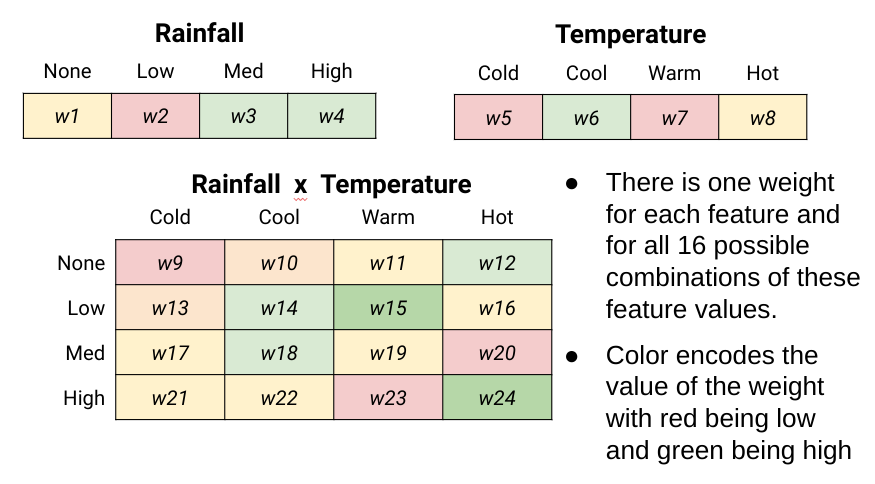 Rainfall
None Low Med High
w1 w2 w3 w4
Temperature
Cold Cool Warm Hot
w5 w6 w7 w8
Rainfall x Temperature
Cold Cool Warm Hot
None w9 w10 w11 w12
Low w13 w14 w15 w16
Med w17 w18 w19 w20
High w21 w22 w23 w24
● There is one weight
for each feature and
for all 16 possible
combinations of these
feature values.
● Color encodes the
value of the weight
with red being low
and green being high